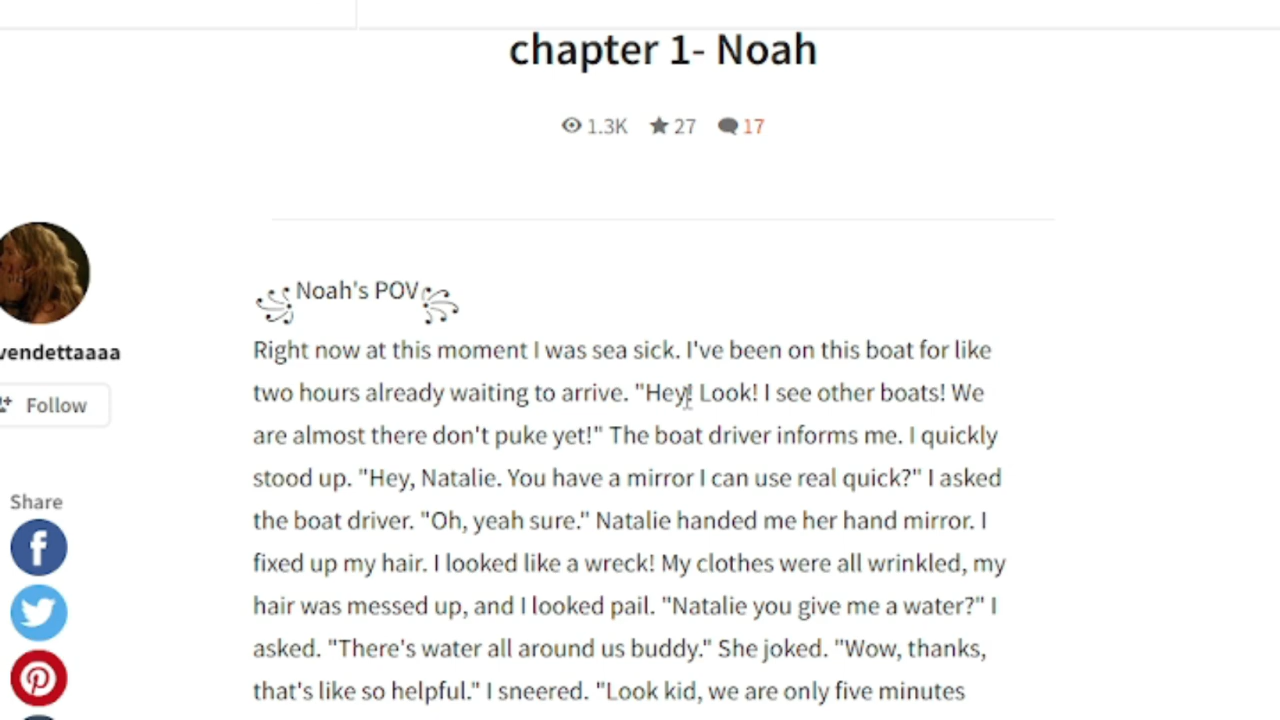 chapter 1- Noah
1.3K 27 17
vendettaaaa
Follow
Share
Noah's POV
Right now at this moment I was sea sick. I've been on this boat for like
two hours already waiting to arrive. "Hey! Look! I see other boats! We
are almost there don't puke yet!" The boat driver informs me. I quickly
stood up. "Hey, Natalie. You have a mirror I can use real quick?" I asked
the boat driver. "Oh, yeah sure." Natalie handed me her hand mirror. I
fixed up my hair. I looked like a wreck! My clothes were all wrinkled, my
hair was messed up, and I looked pail. "Natalie you give me a water?" I
asked. "There's water all around us buddy." She joked. "Wow, thanks,
that's like so helpful." I sneered. "Look kid, we are only five minutes